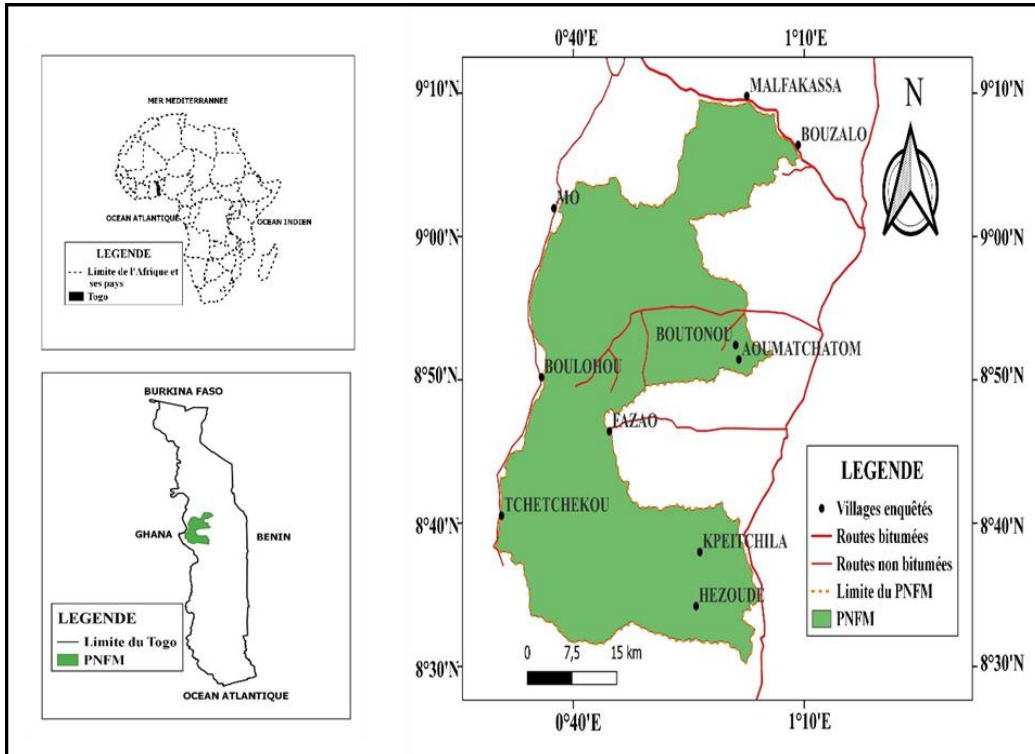 MER MEDITERRANNEE
OCEAN ATLANTIQUE
OCEAN INDIEN
LEGENDE
Limite de l'Afrique et
ses pays
Togo
BURKINA FASO
GHANA
BENIN
LEGENDE
Limite du Togo
PNFM
OCEAN ATLANTIQUE
0°40'E 1°10'E
9°10'N 9°10'N
9°00'N 9°00'N
8°50'N 8°50'N
8°40'N 8°40'N
8°30'N 8°30'N
0°40'E 1°10'E
N
MALFAKASSA
BOUZALO
MO
BOUTONOU
AOUMATCHATOM
BOULOHOU
FAZAO
TCHETCHEKOU
KPEITCHILA
HEZOUDE
0 7,5 15 km
LEGENDE
Villages enquêtés
Routes bitumées
Routes non bitumées
Limite du PNFM
PNFM